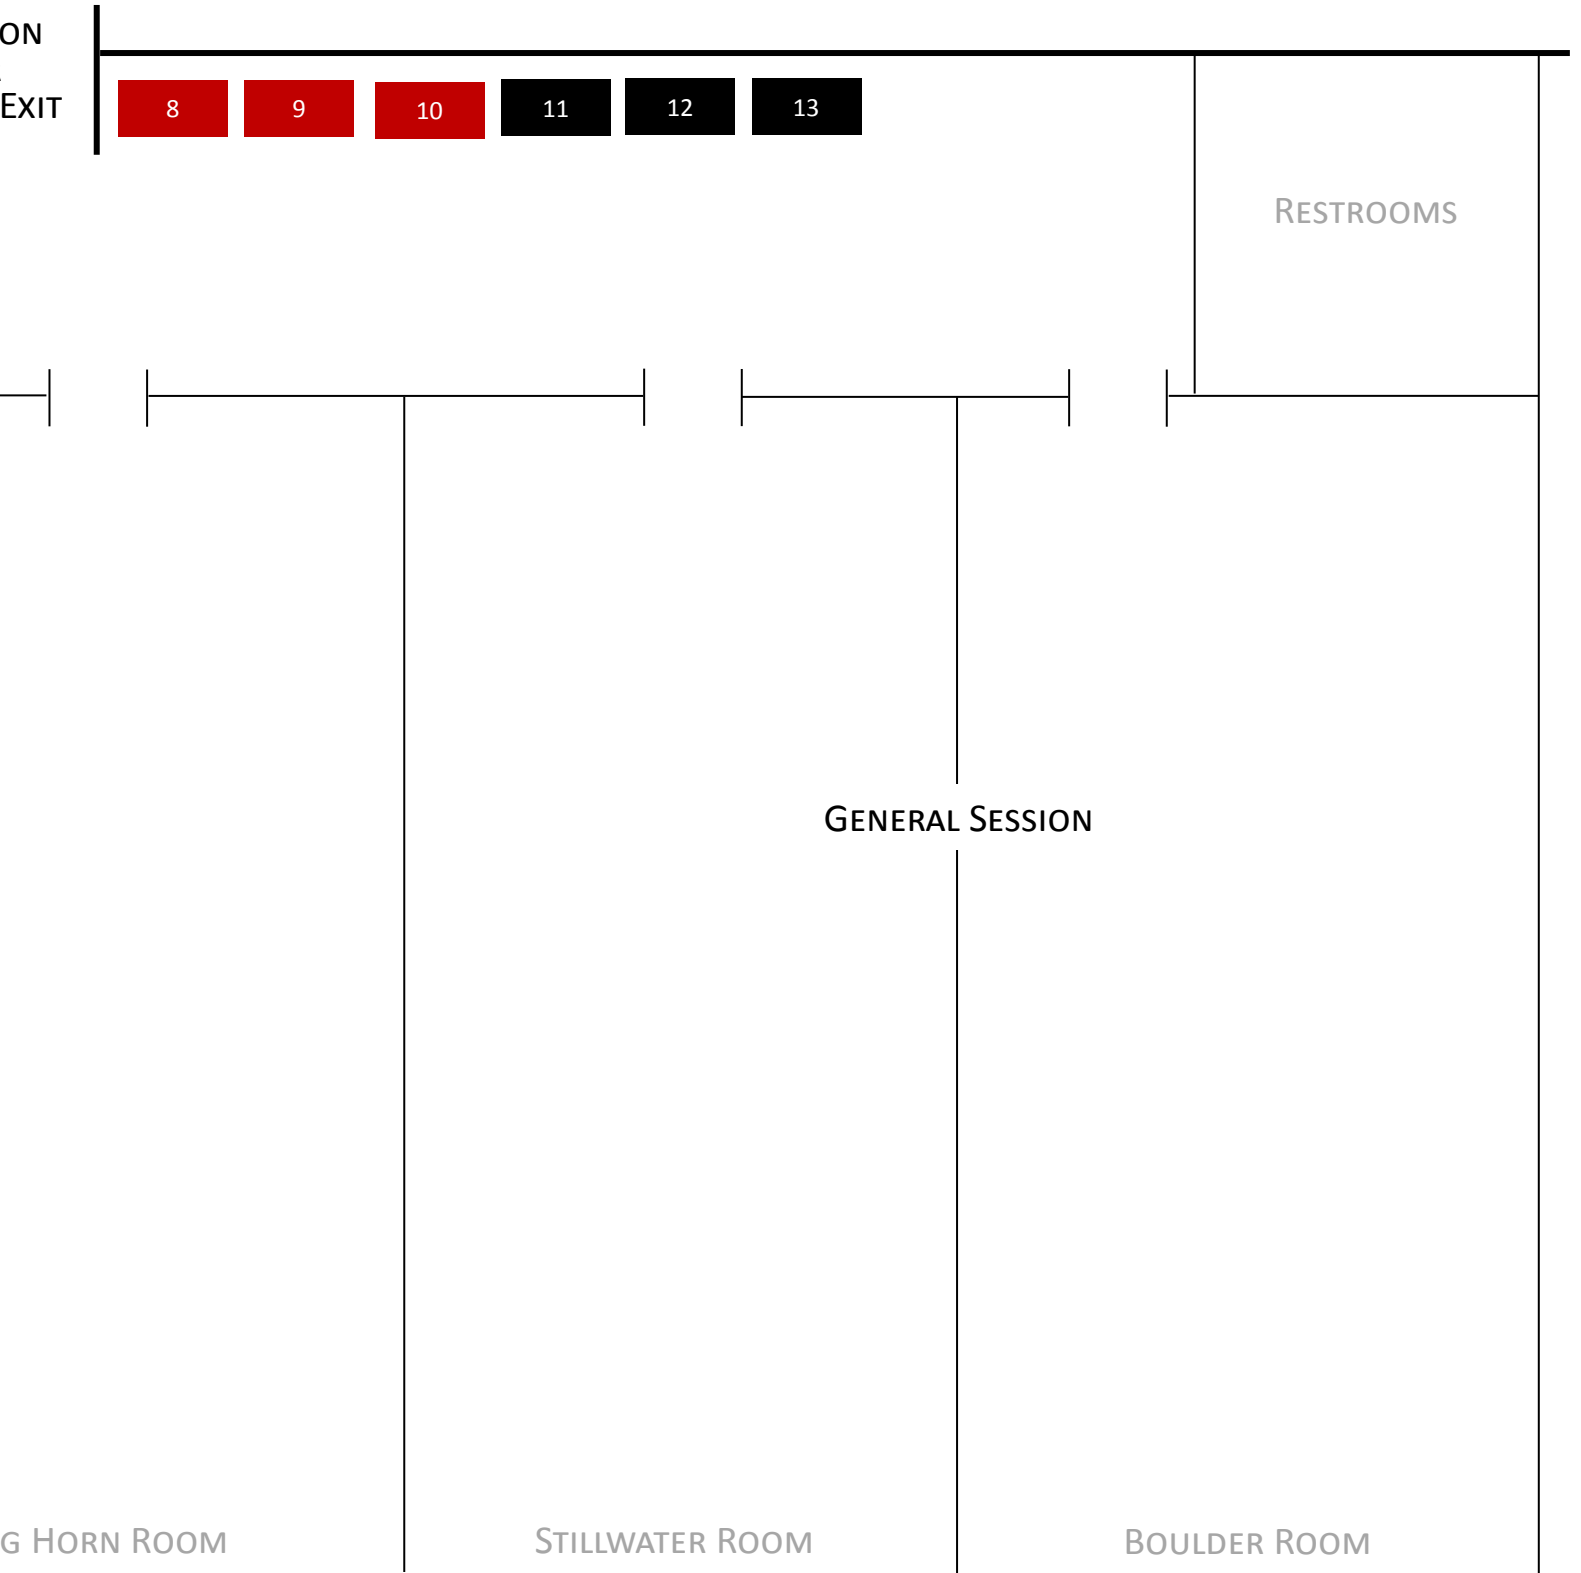 ON
EXIT
8 9 10 11 12 13
RESTROOMS
GENERAL SESSION
G HORN ROOM
STILLWATER ROOM
BOULDER ROOM